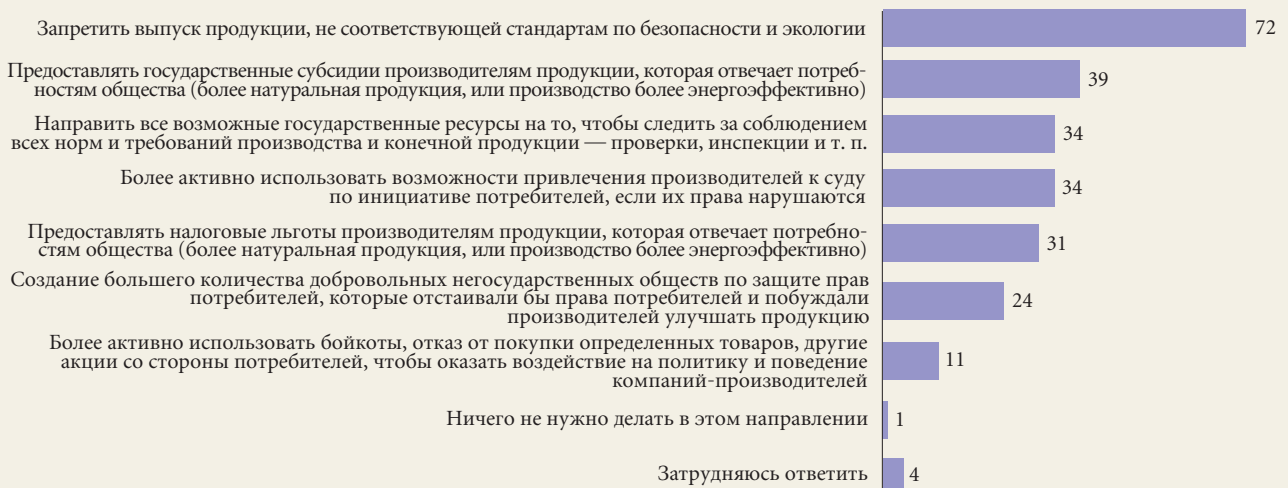 Запретить выпуск продукции, не соответствующей стандартам по безопасности и экологии
72
Предоставлять государственные субсидии производителям продукции, которая отвечает потреб-
ностям общества (более натуральная продукция, или производство более энергоэффективно)
39
Направить все возможные государственные ресурсы на то, чтобы следить за соблюдением
всех норм и требований производства и конечной продукции — проверки, инспекции и т. п.
34
Более активно использовать возможности привлечения производителей к суду
по инициативе потребителей, если их права нарушаются
34
Предоставлять налоговые льготы производителям продукции, которая отвечает потребно-
стям общества (более натуральная продукция, или производство более энергоэффективно)
31
Создание большего количества добровольных негосударственных обществ по защите прав
потребителей, которые отстаивали бы права потребителей и побуждали
производителей улучшать продукцию
24
Более активно использовать бойкоты, отказ от покупки определенных товаров, другие
акции со стороны потребителей, чтобы оказать воздействие на политику и поведение
компаний-производителей
11
Ничего не нужно делать в этом направлении
1
Затрудняюсь ответить
4